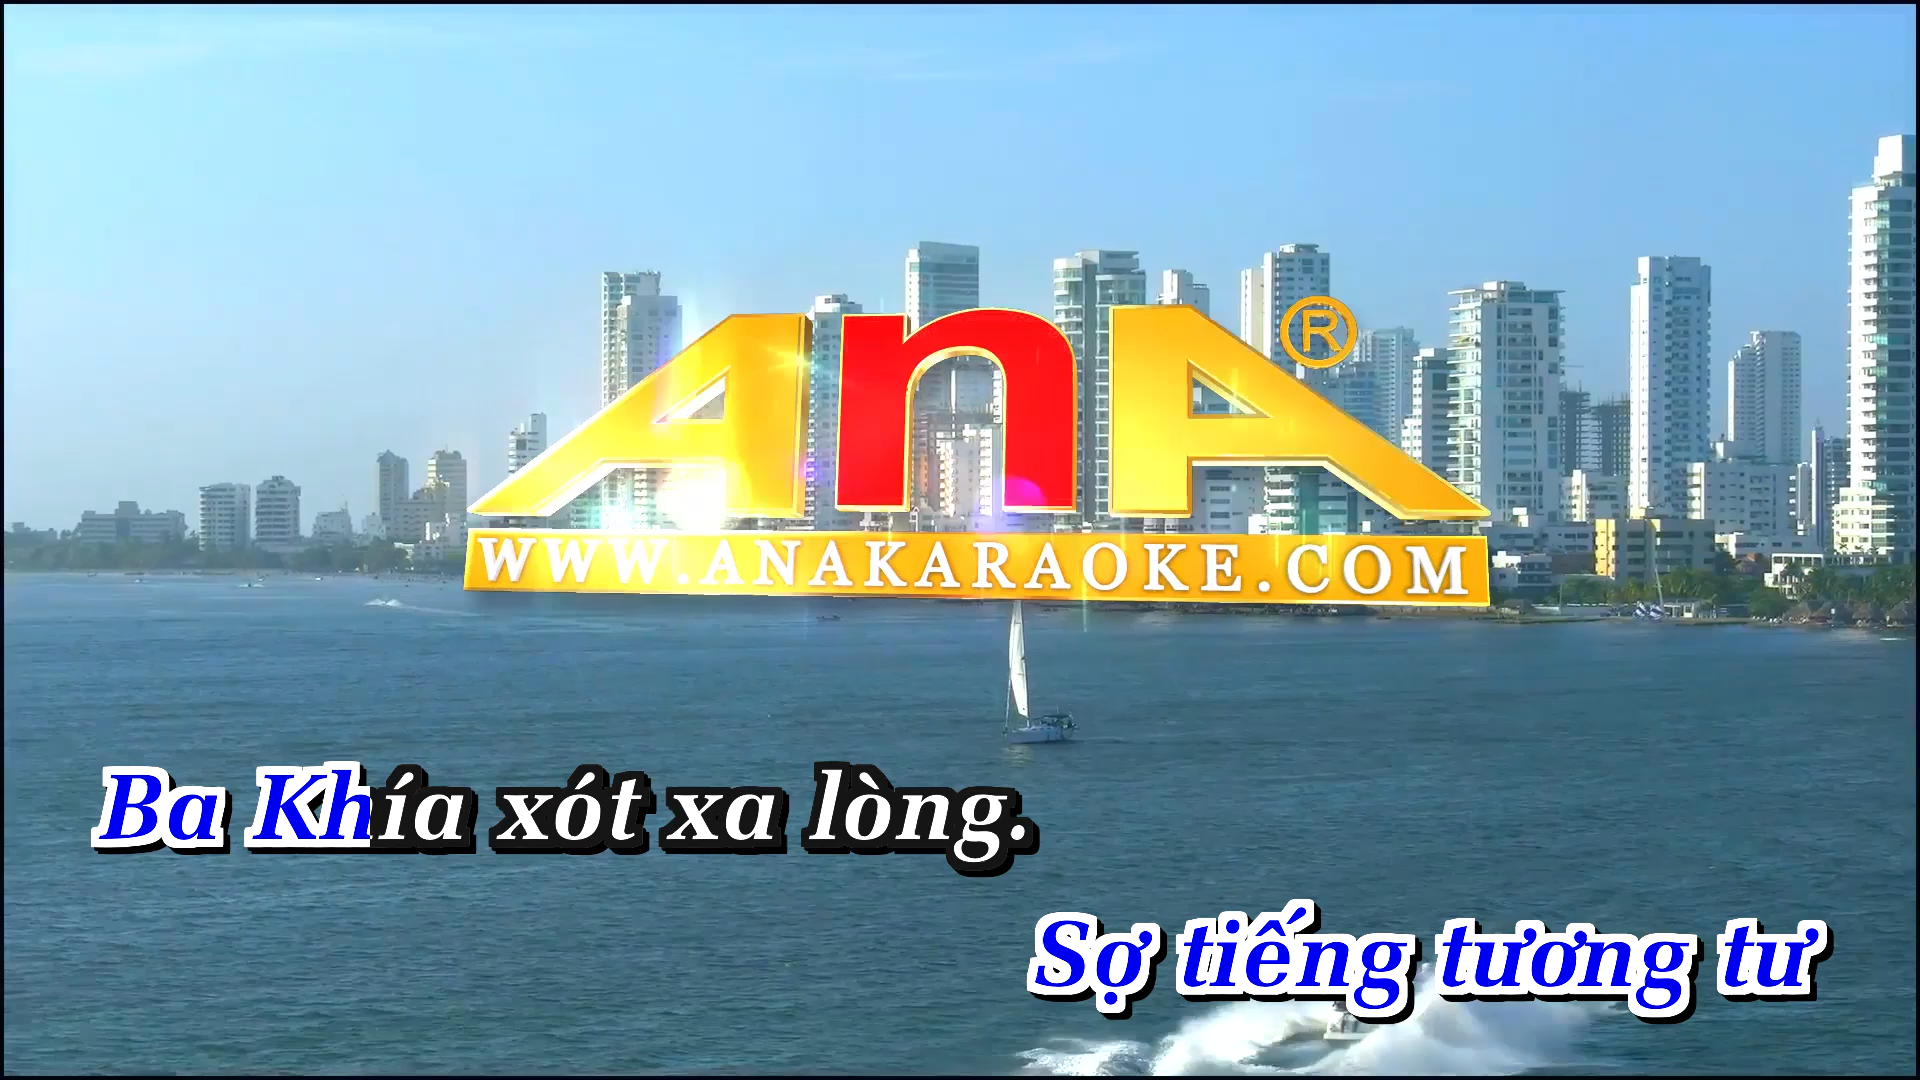 AnA®
WWW.ANAKARAOKE.COM
Ba Khía xót xa lòng.
Sợ tiếng tương tư